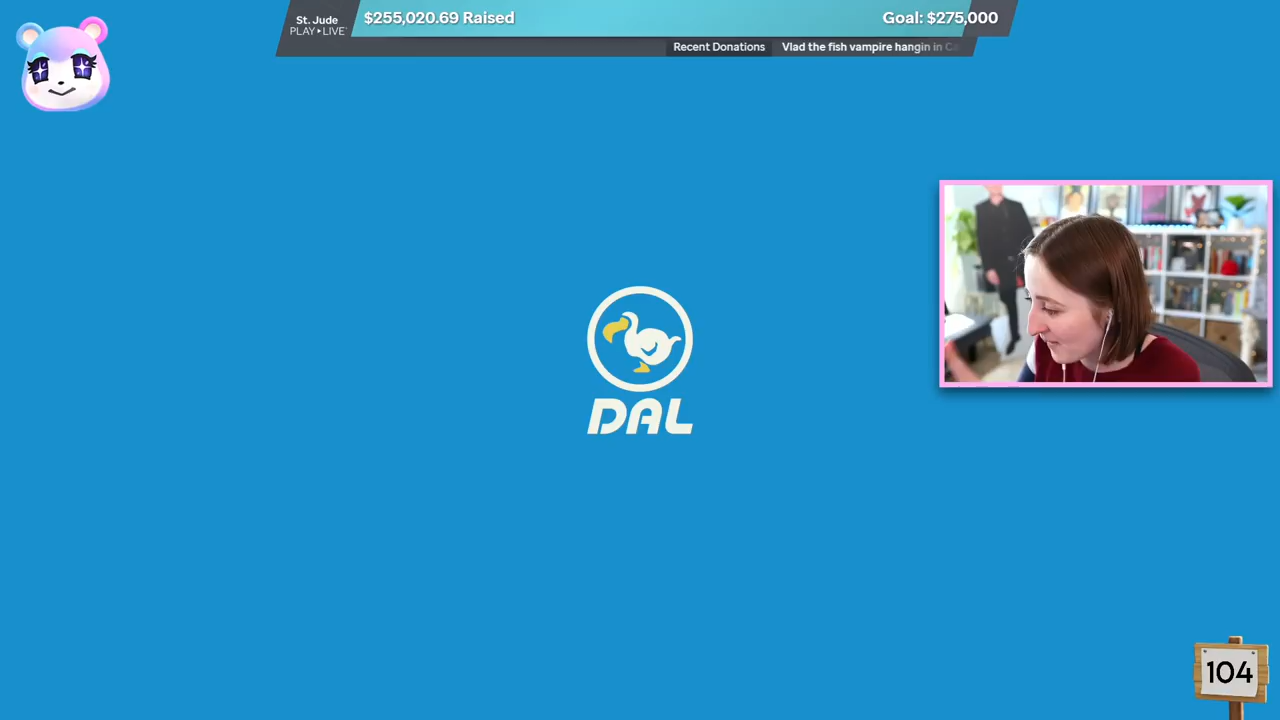 St. Jude
PLAY LIVE
$255,020.69 Raised
Goal: $275,000
Recent Donations
Vlad the fish vampire hangin in
DAL
104